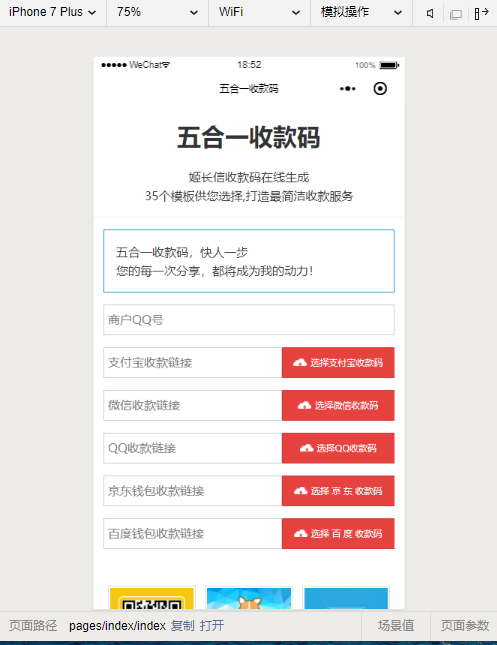 iPhone 7 Plus 75% WiFi 模拟操作
WeChat 18:52 100%
五合一收款码
五合一收款码
姬长信收款码在线生成
35个模板供您选择,打造最简洁收款服务
五合一收款码，快人一步
您的每一次分享，都将成为我的动力！
商户QQ号
支付宝收款链接 选择支付宝收款码
微信收款链接 选择微信收款码
QQ收款链接 选择QQ收款码
京东钱包收款链接 选择 京 东 收款码
百度钱包收款链接 选择 百 度 收款码
页面路径 pages/index/index 复制 打开 场景值 页面参数